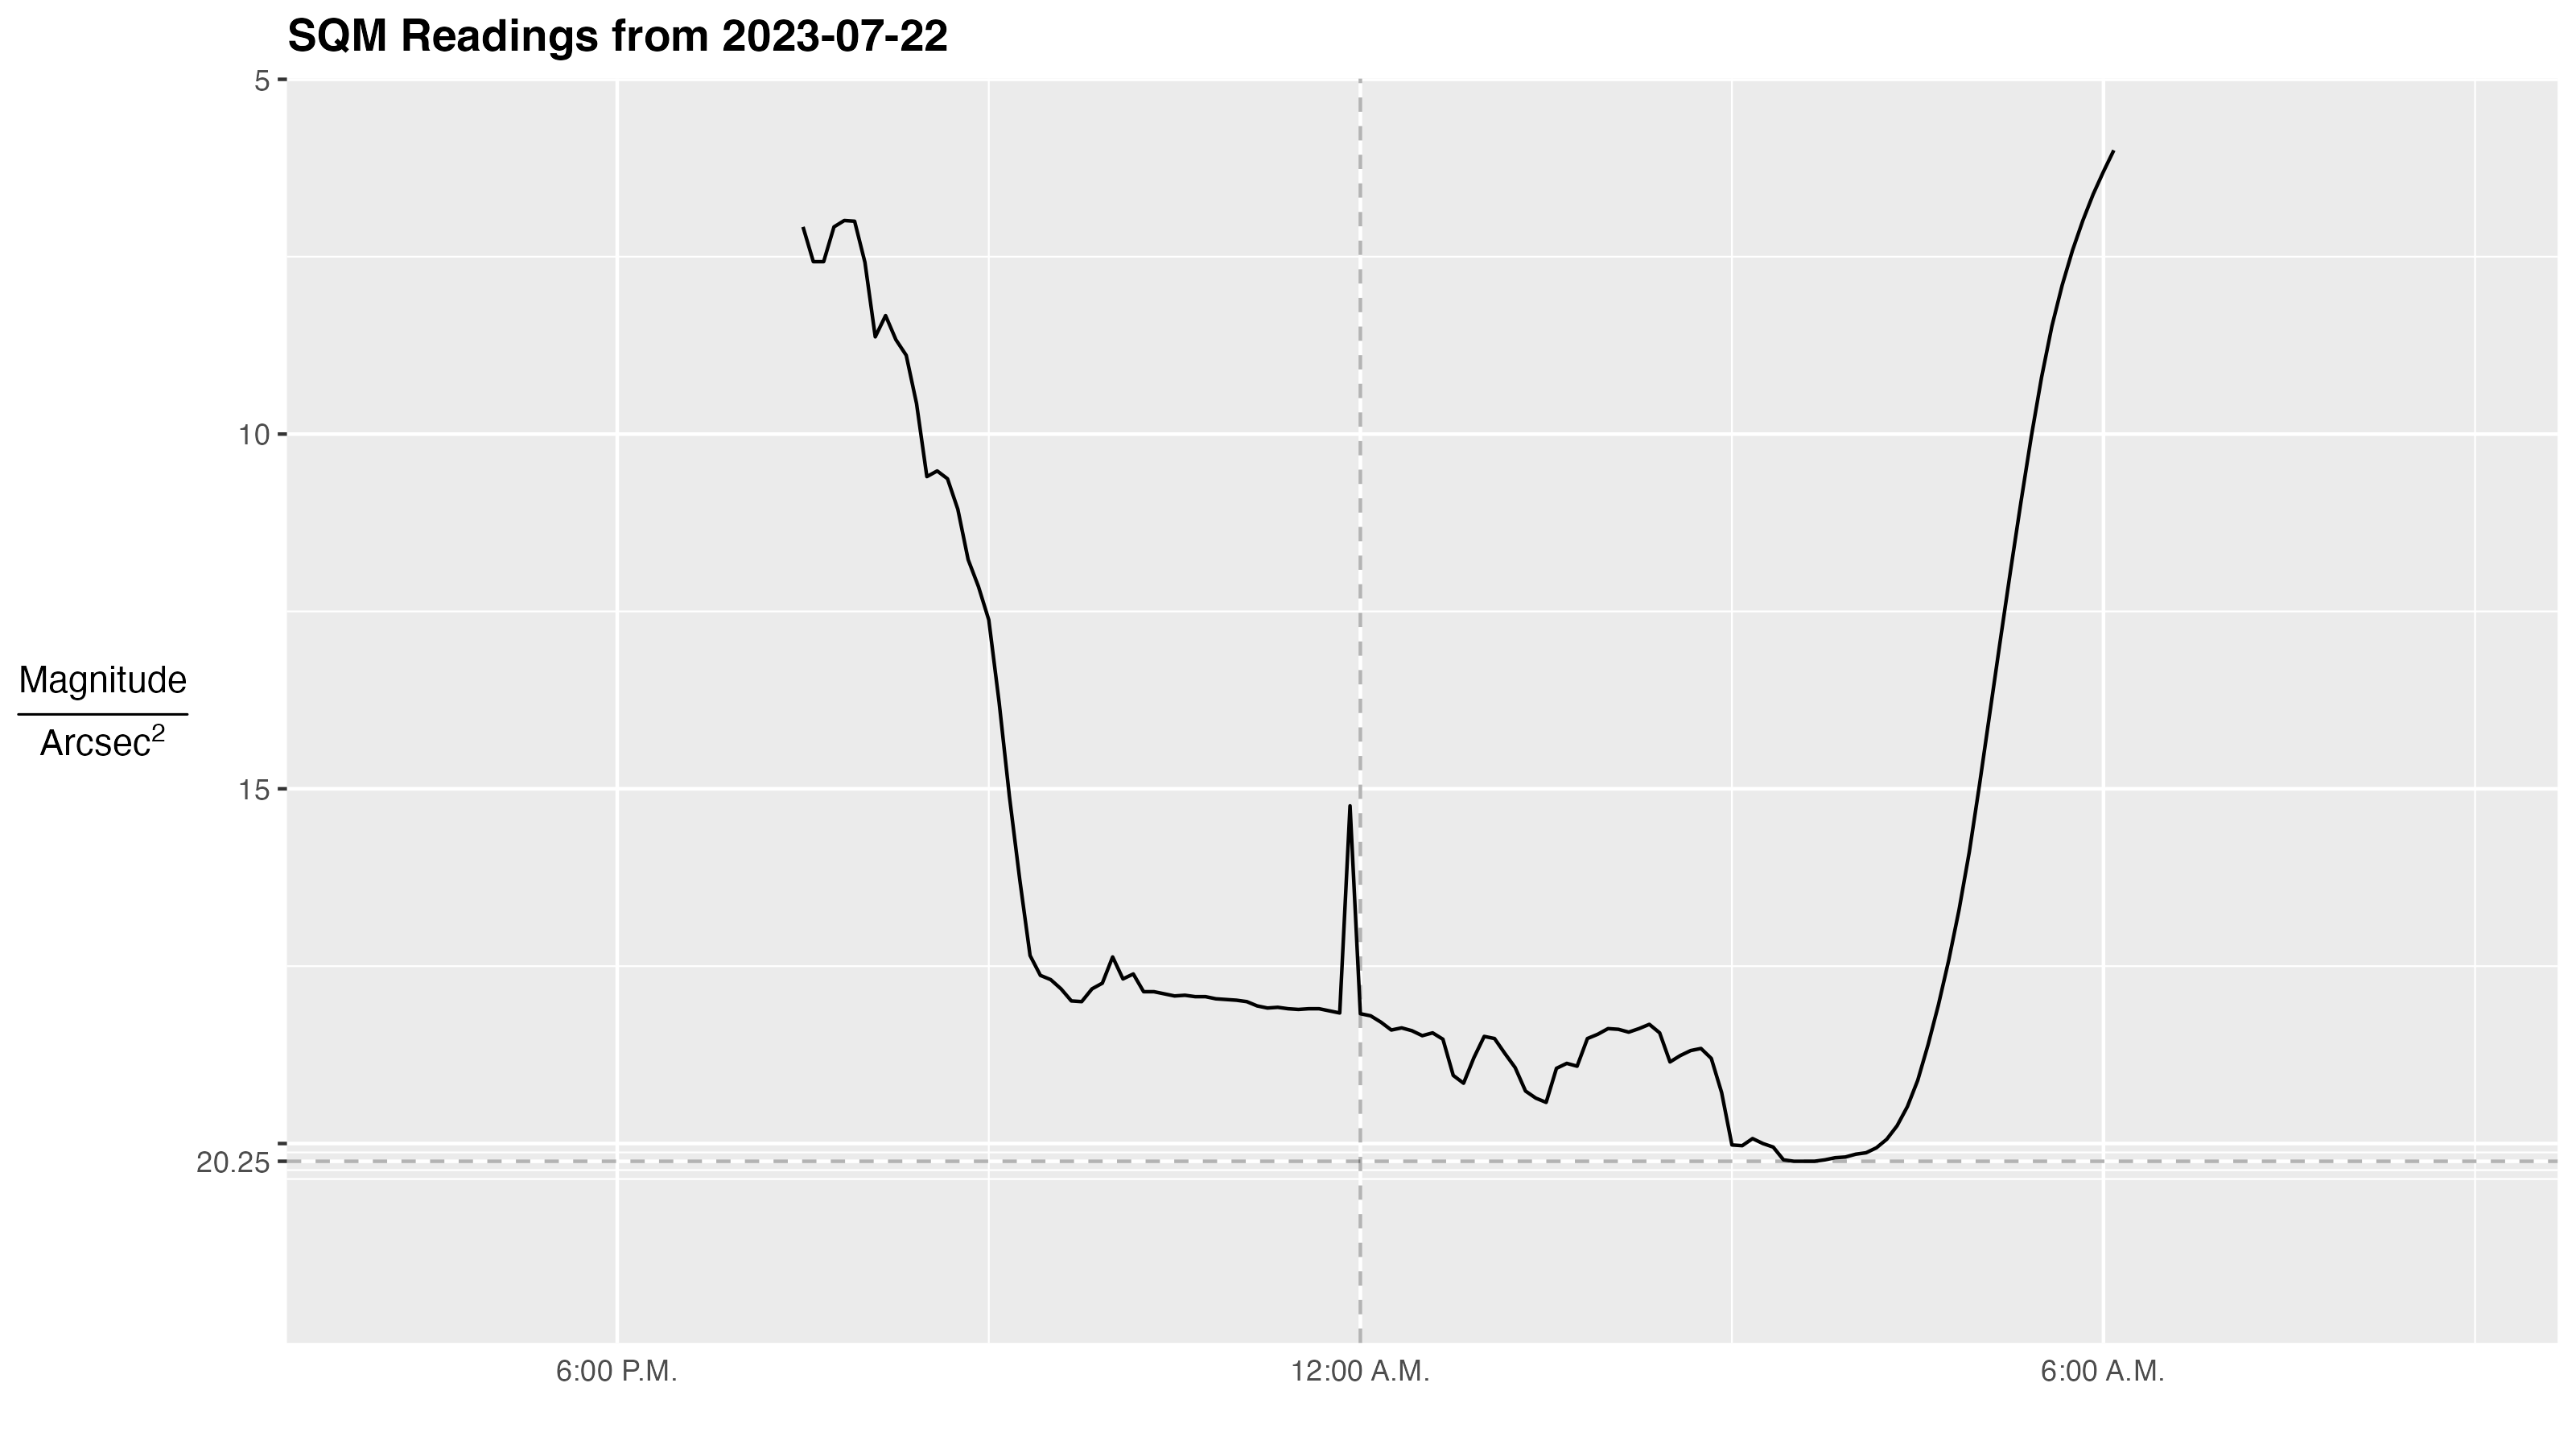 SQM Readings from 2023-07-22
5
10
Magnitude
Arcsec²
15
20.25
6:00 P.M.
12:00 A.M.
6:00 A.M.